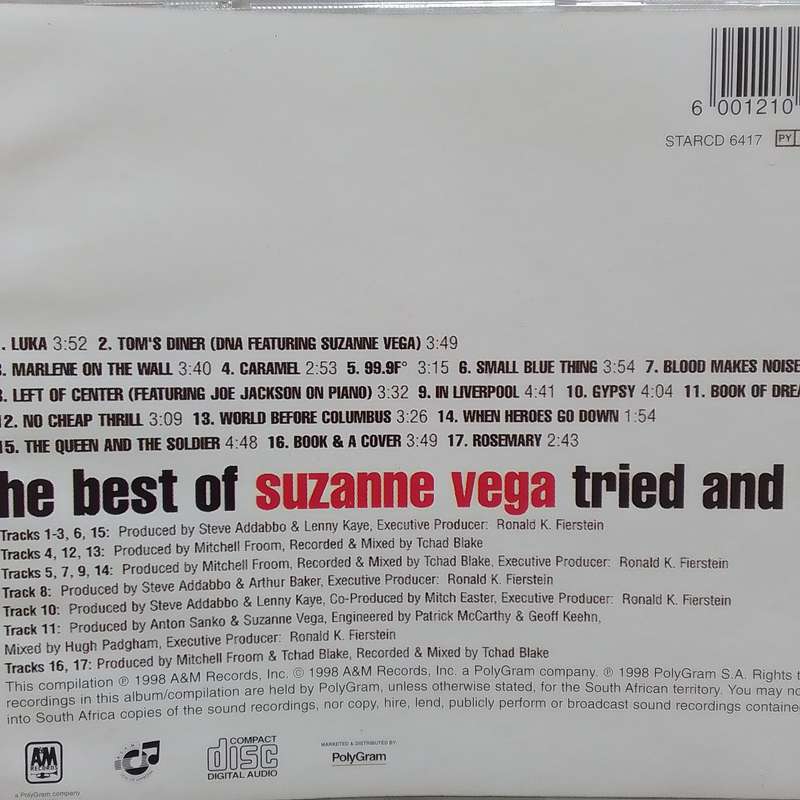 6 001210
STARCD 6417 PY
. LUKA 3:52 2. TOM'S DINER (DNA FEATURING SUZANNE VEGA) 3:49
. MARLENE ON THE WALL 3:40 4. CARAMEL 2:53 5. 99.9F° 3:15 6. SMALL BLUE THING 3:54 7. BLOOD MAKES NOISE
. LEFT OF CENTER (FEATURING JOE JACKSON ON PIANO) 3:32 9. IN LIVERPOOL 4:41 10. GYPSY 4:04 11. BOOK OF DREA
12. NO CHEAP THRILL 3:09 13. WORLD BEFORE COLUMBUS 3:26 14. WHEN HEROES GO DOWN 1:54
15. THE QUEEN AND THE SOLDIER 4:48 16. BOOK & A COVER 3:49 17. ROSEMARY 2:43
he best of suzanne vega tried and
Tracks 1-3, 6, 15: Produced by Steve Addabbo & Lenny Kaye, Executive Producer: Ronald K. Fierstein
Tracks 4, 12, 13: Produced by Mitchell Froom, Recorded & Mixed by Tchad Blake
Tracks 5, 7, 9, 14: Produced by Mitchell Froom, Recorded & Mixed by Tchad Blake, Executive Producer: Ronald K. Fierstein
Track 8: Produced by Steve Addabbo & Arthur Baker, Executive Producer: Ronald K. Fierstein
Track 10: Produced by Steve Addabbo & Lenny Kaye, Co-Produced by Mitch Easter, Executive Producer: Ronald K. Fierstein
Track 11: Produced by Anton Sanko & Suzanne Vega, Engineered by Patrick McCarthy & Geoff Keehn,
Mixed by Hugh Padgham, Executive Producer: Ronald K. Fierstein
Tracks 16, 17: Produced by Mitchell Froom & Tchad Blake, Recorded & Mixed by Tchad Blake
This compilation ℗ 1998 A&M Records, Inc. © 1998 A&M Records, Inc. a PolyGram company. ℗ 1998 PolyGram S.A. Rights t
recordings in this album/compilation are held by PolyGram, unless otherwise stated, for the South African territory. You may no
into South Africa copies of the sound recordings, nor copy, hire, lend, publicly perform or broadcast sound recordings containe
A&M
RECORDS
a PolyGram company
COMPACT
disc
DIGITAL AUDIO
MARKETED & DISTRIBUTED BY
PolyGram